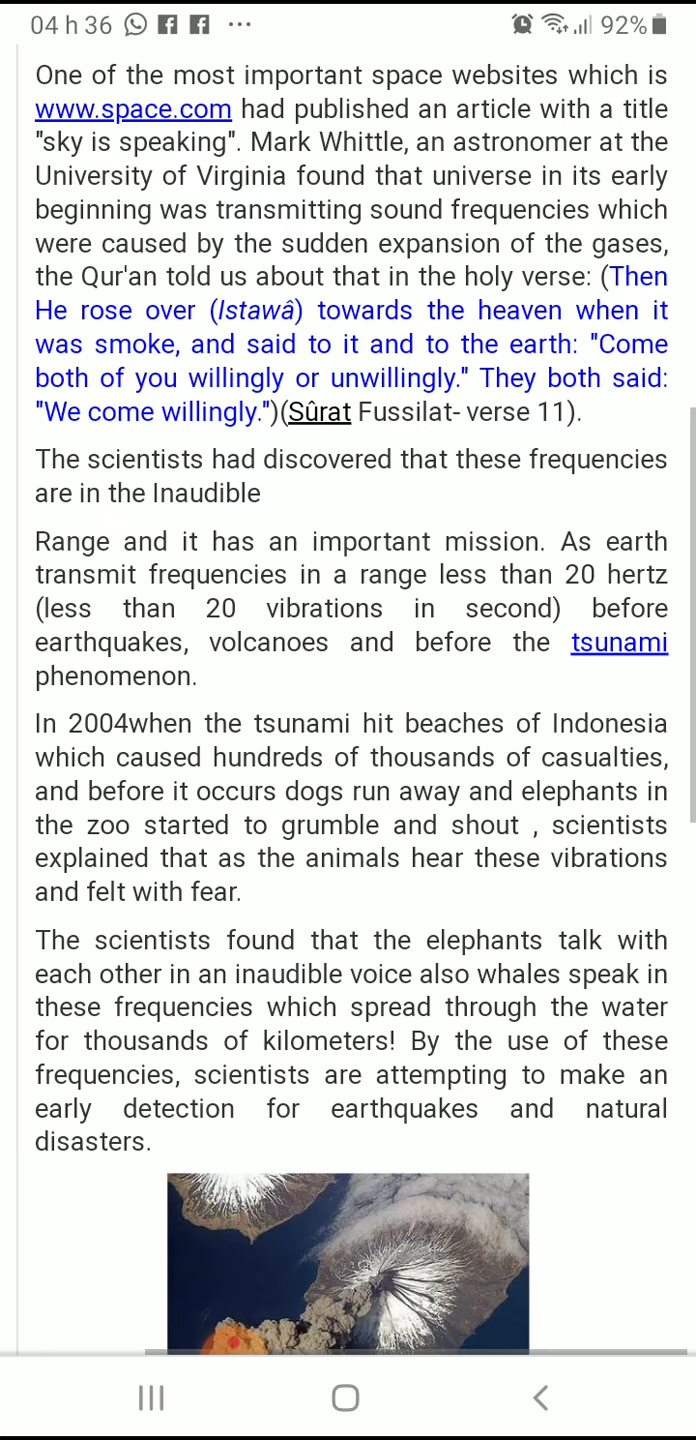 04 h 36 ... 92%
One of the most important space websites which is
www.space.com had published an article with a title
"sky is speaking". Mark Whittle, an astronomer at the
University of Virginia found that universe in its early
beginning was transmitting sound frequencies which
were caused by the sudden expansion of the gases,
the Qur'an told us about that in the holy verse: (Then
He rose over (Istawâ) towards the heaven when it
was smoke, and said to it and to the earth: "Come
both of you willingly or unwillingly." They both said:
"We come willingly.")(Sûrat Fussilat- verse 11).
The scientists had discovered that these frequencies
are in the Inaudible
Range and it has an important mission. As earth
transmit frequencies in a range less than 20 hertz
(less than 20 vibrations in second) before
earthquakes, volcanoes and before the tsunami
phenomenon.
In 2004when the tsunami hit beaches of Indonesia
which caused hundreds of thousands of casualties,
and before it occurs dogs run away and elephants in
the zoo started to grumble and shout , scientists
explained that as the animals hear these vibrations
and felt with fear.
The scientists found that the elephants talk with
each other in an inaudible voice also whales speak in
these frequencies which spread through the water
for thousands of kilometers! By the use of these
frequencies, scientists are attempting to make an
early detection for earthquakes and natural
disasters.